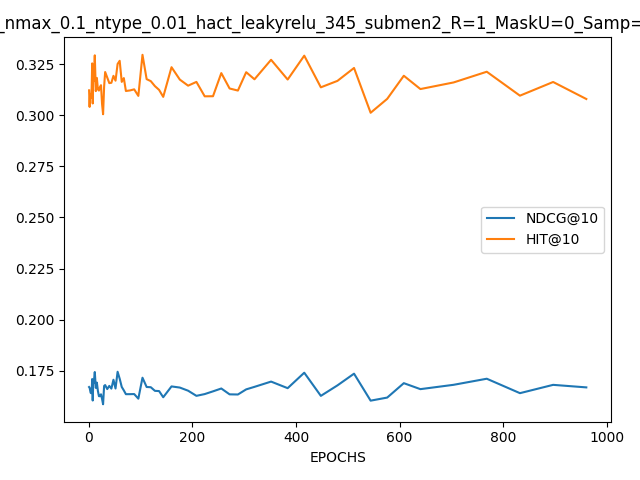 _nmax_0.1_ntype_0.01_hact_leakyrelu_345_submen2_R=1_MaskU=0_Samp=
0.325
0.300
0.275
0.250
0.225
0.200
0.175
NDCG@10
HIT@10
0 200 400 600 800 1000
EPOCHS